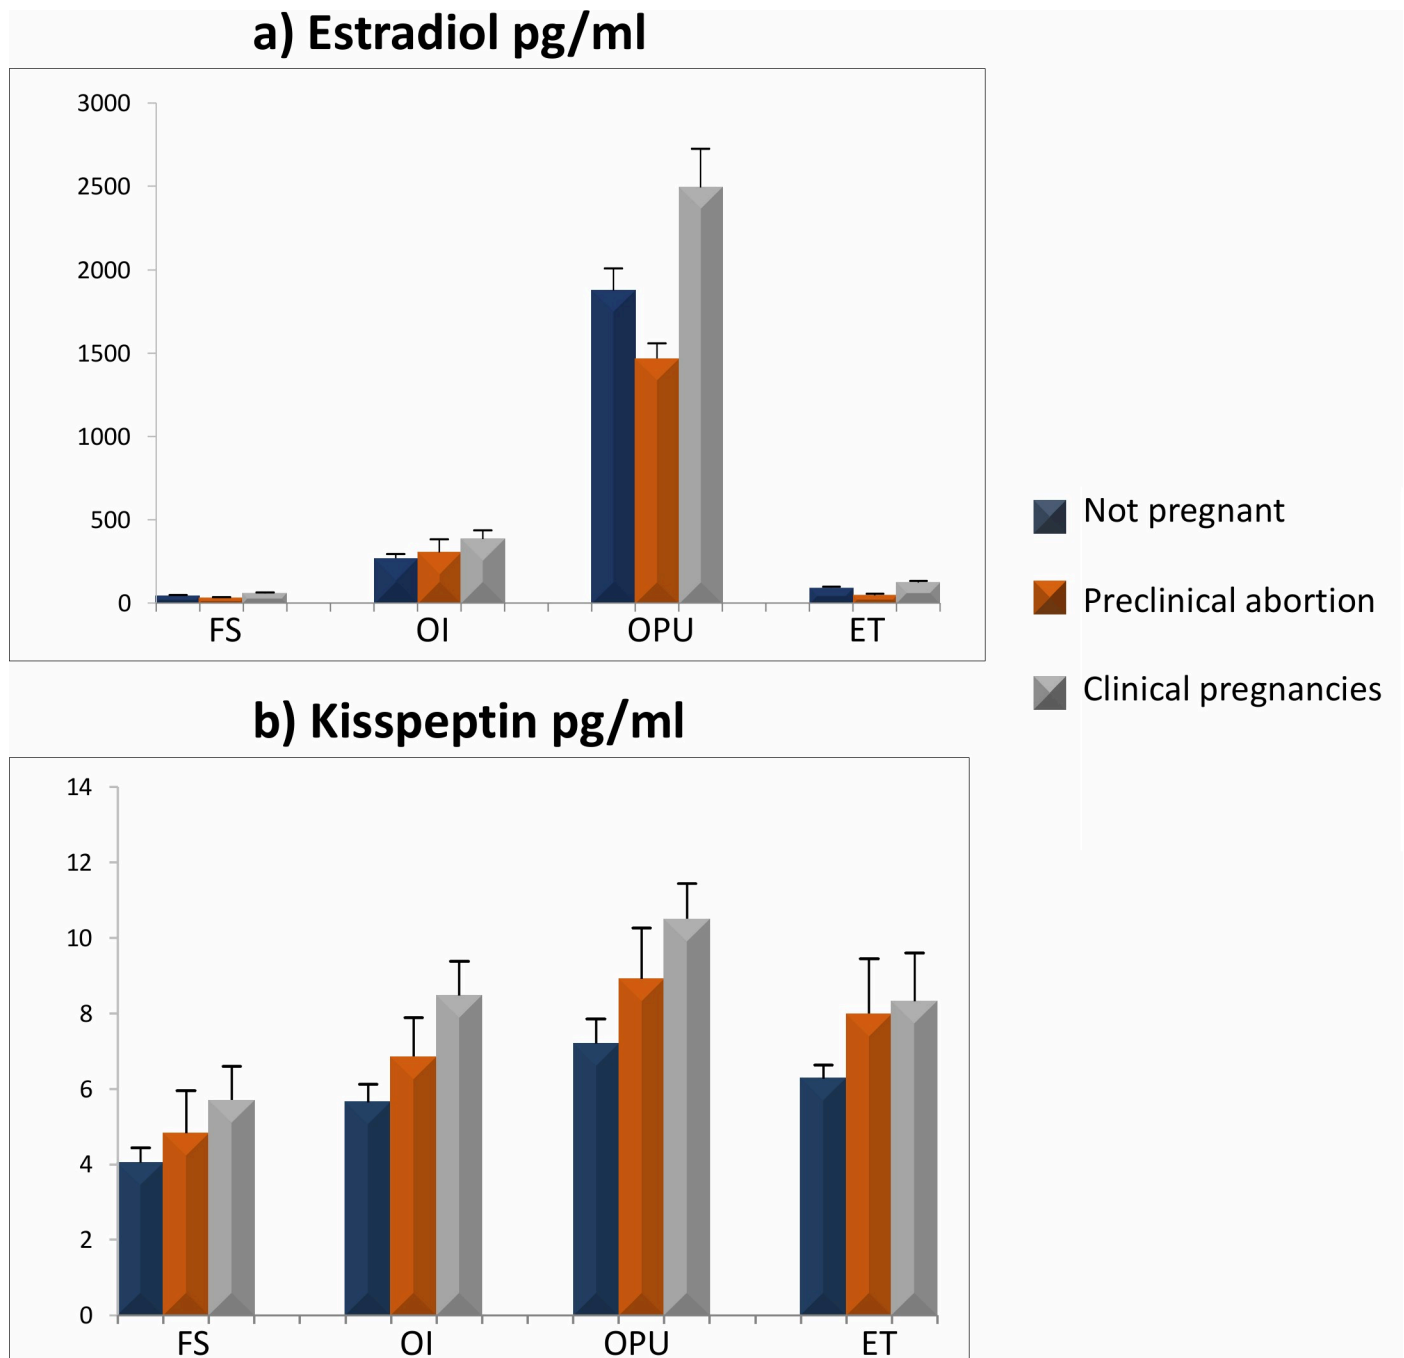 a) Estradiol pg/ml
3000
2500
2000
1500
1000
500
0
FS OI OPU ET
Not pregnant
Preclinical abortion
Clinical pregnancies
b) Kisspeptin pg/ml
14
12
10
8
6
4
2
0
FS OI OPU ET